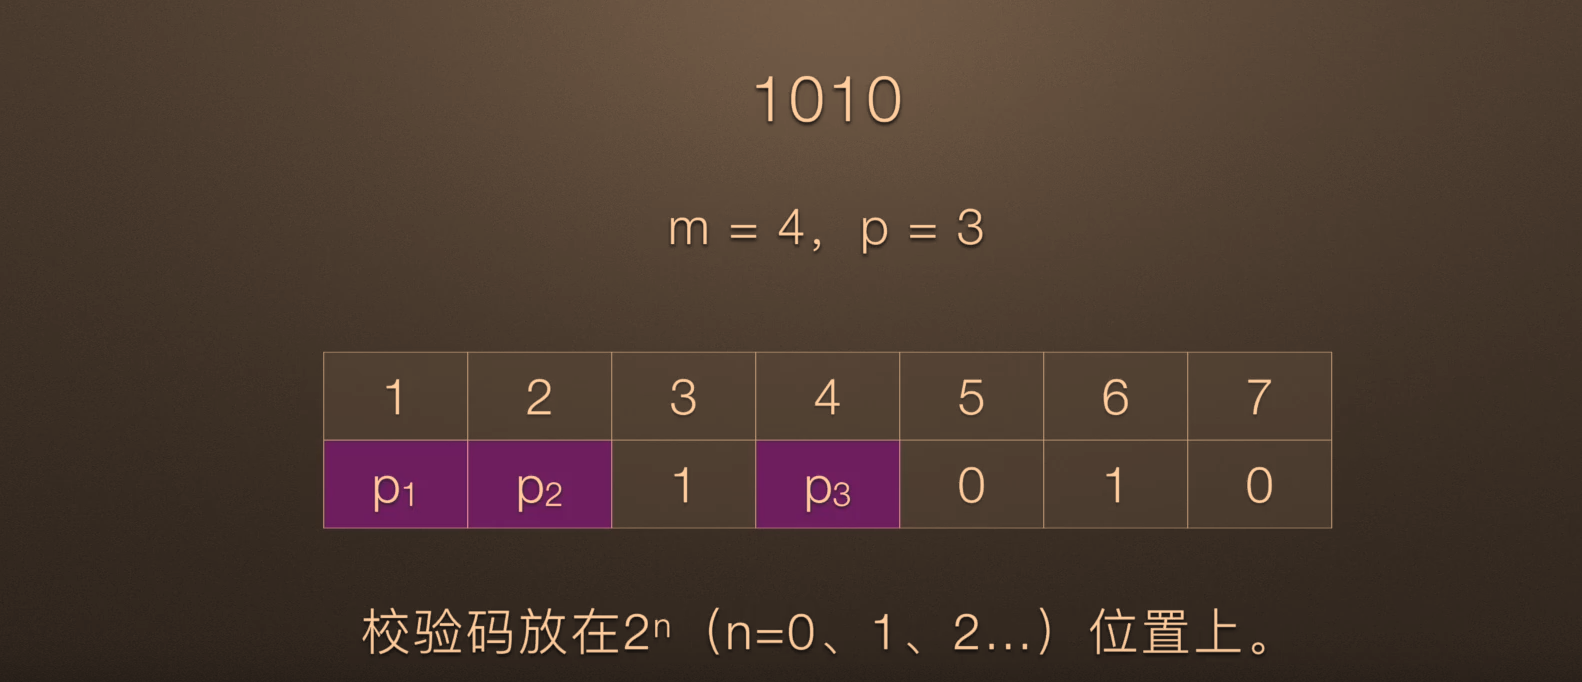 1010
m = 4，p = 3
1 2 3 4 5 6 7
p₁ p₂ 1 p₃ 0 1 0
校验码放在2ⁿ（n=0、1、2...）位置上。